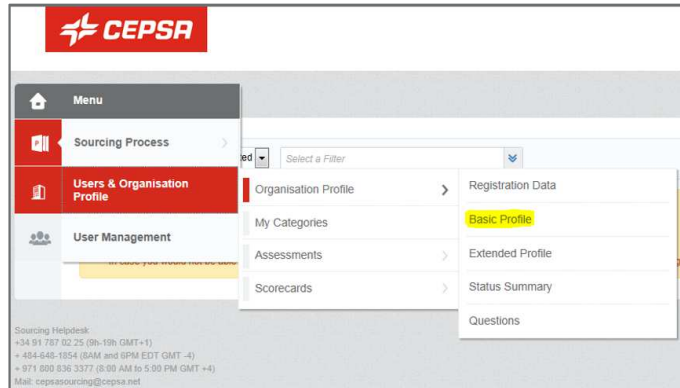 CEPSA
Menu
Sourcing Process
Users & Organisation
Profile
User Management
ted
Select a Filter
Organisation Profile
My Categories
Assessments
Scorecards
Registration Data
Basic Profile
Extended Profile
Status Summary
Questions
In case you would not be able
Sourcing Helpdesk
+34 91 787 02 25 (9h-19h GMT+1)
+ 484-648-1854 (8AM and 6PM EDT GMT -4)
+ 971 800 836 3377 (8:00 AM to 5:00 PM GMT +4)
Mail: cepsasourcing@cepsa.net